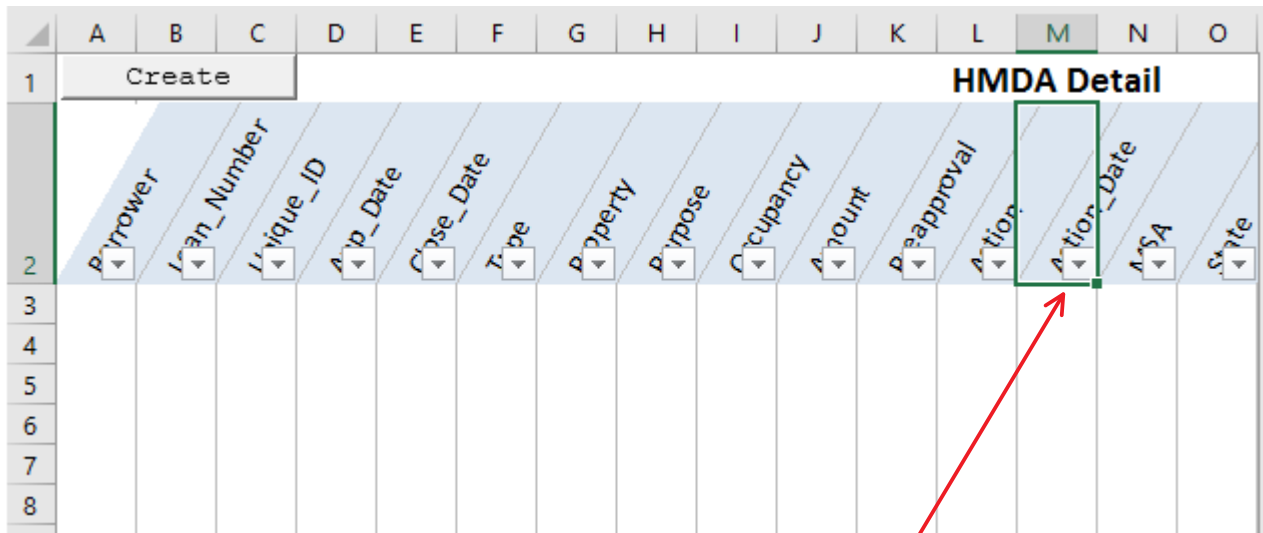 A B C D E F G H I J K L M N O
1 Create HMDA Detail
2 Borrower Loan_Number Unique_ID App_Date Close_Date Type Property Purpose Occupancy Amount Preapproval Action Action_Date MSA State
3
4
5
6
7
8